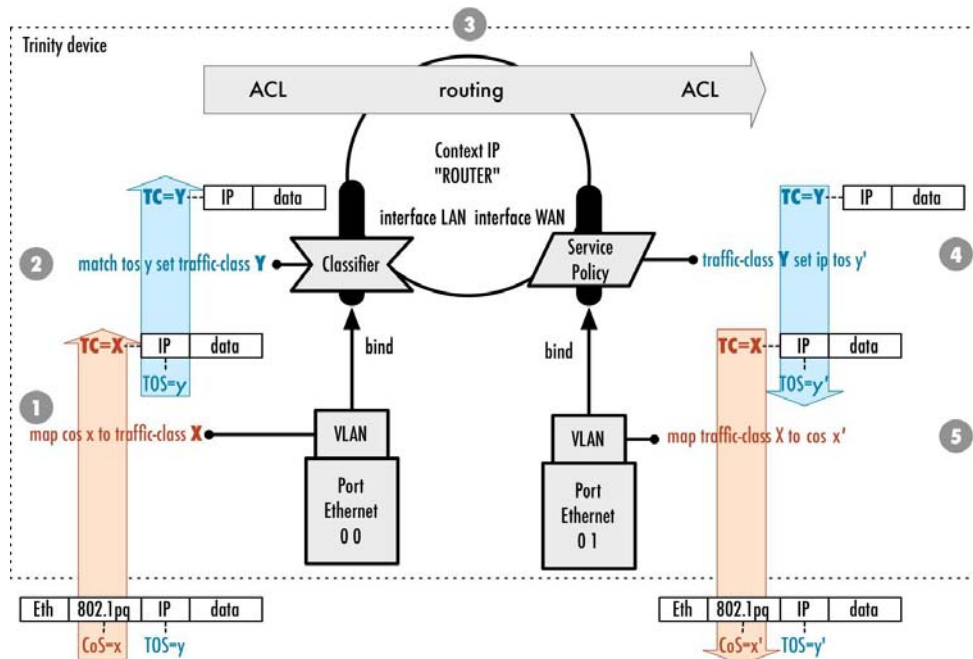 3
Trinity device
ACL routing ACL
Context IP
"ROUTER"
TC=Y IP data
TC=Y IP data
interface LAN interface WAN
2
match tos y set traffic-class Y
Classifier
Service
Policy
traffic-class Y set ip tos y'
4
TC=X IP data
TOS=y
bind
bind
TC=X IP data
TOS=y'
1
map cos x to traffic-class X
VLAN
VLAN
map traffic-class X to cos x'
5
Port
Ethernet
0 0
Port
Ethernet
0 1
Eth 802.1pq IP data
CoS=x TOS=y
Eth 802.1pq IP data
CoS=x' TOS=y'